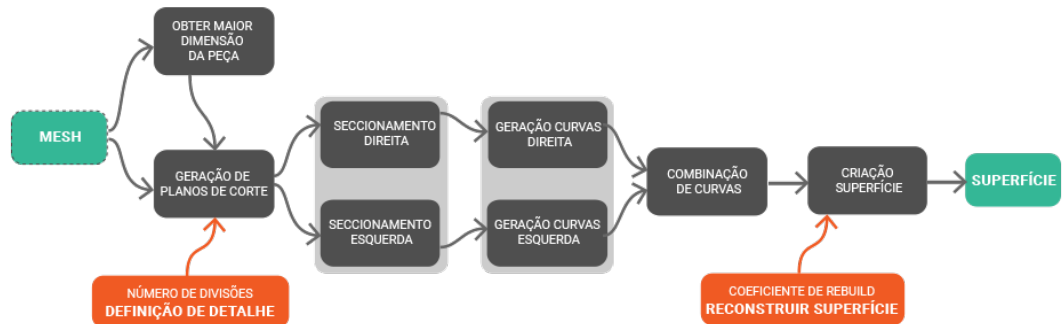 OBTER MAIOR
DIMENSÃO
DA PEÇA
MESH
GERAÇÃO DE
PLANOS DE CORTE
NÚMERO DE DIVISÕES
DEFINIÇÃO DE DETALHE
SECCIONAMENTO
DIREITA
SECCIONAMENTO
ESQUERDA
GERAÇÃO CURVAS
DIREITA
GERAÇÃO CURVAS
ESQUERDA
COMBINAÇÃO
DE CURVAS
CRIAÇÃO
SUPERFÍCIE
COEFICIENTE DE REBUILD
RECONSTRUIR SUPERFÍCIE
SUPERFÍCIE